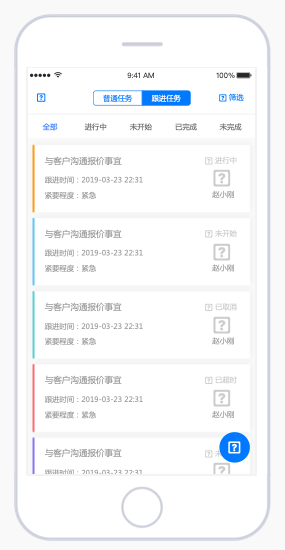 9:41 AM
100%
普通任务 跟进任务 筛选
全部 进行中 未开始 已完成 未完成
与客户沟通报价事宜 进行中
跟进时间：2019-03-23 22:31
紧要程度：紧急 赵小刚
与客户沟通报价事宜 未开始
跟进时间：2019-03-23 22:31
紧要程度：紧急 赵小刚
与客户沟通报价事宜 已取消
跟进时间：2019-03-23 22:31
紧要程度：紧急 赵小刚
与客户沟通报价事宜 已超时
跟进时间：2019-03-23 22:31
紧要程度：紧急 赵小刚
与客户沟通报价事宜
跟进时间：2019-03-23 22:31